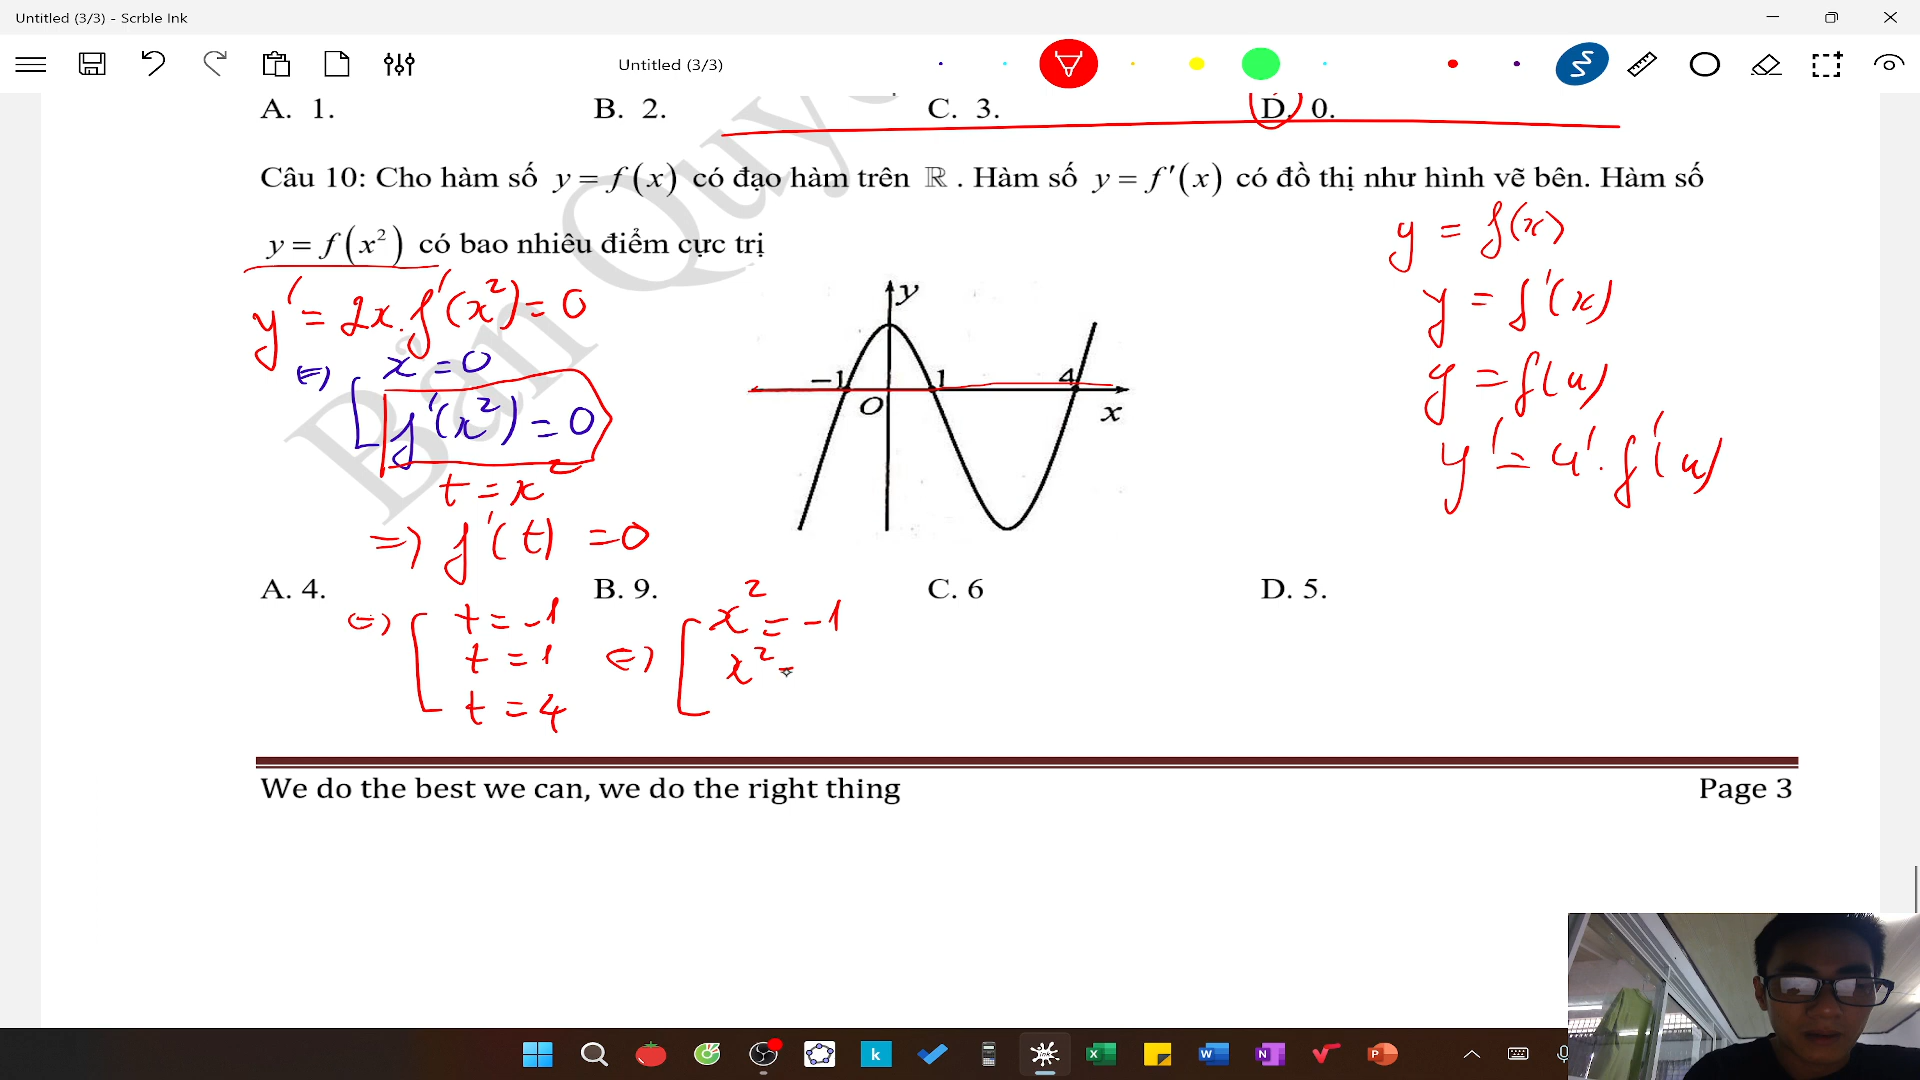 Untitled (3/3) - Scrble Ink
Untitled (3/3)
A. 1. B. 2. C. 3. D. 0.
Câu 10: Cho hàm số y = f(x) có đạo hàm trên ℝ . Hàm số y = f′(x) có đồ thị như hình vẽ bên. Hàm số
y = f(x²) có bao nhiêu điểm cực trị
y = f(x)
y' = 2x.f'(x²) = 0
y = f'(x)
⇔ [ x = 0
f'(x²) = 0
y = f(u)
y' = u'.f'(u)
t = x²
⇒ f'(t) = 0
y
-1
1
4
O
x
A. 4. B. 9. C. 6 D. 5.
⇔ [ t = -1
t = 1
t = 4
⇔ [ x² = -1
x² =
Bản Quy
We do the best we can, we do the right thing Page 3